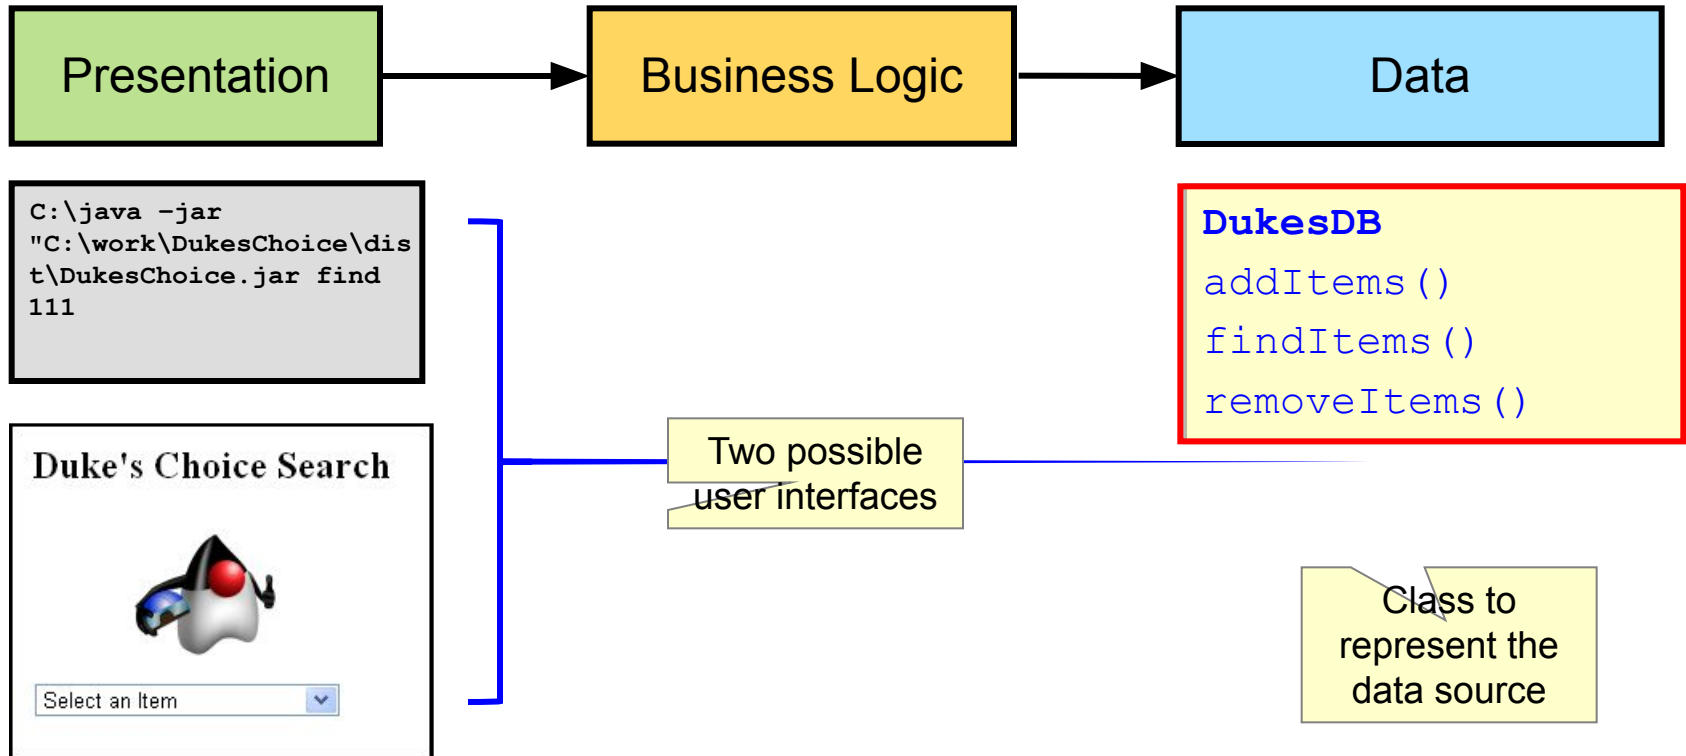 Presentation
Business Logic
Data
C:\java –jar
"C:\work\DukesChoice\dis
t\DukesChoice.jar find
111
DukesDB
addItems()
findItems()
removeItems()
Two possible
user interfaces
Duke's Choice Search
Select an Item
Class to
represent the
data source